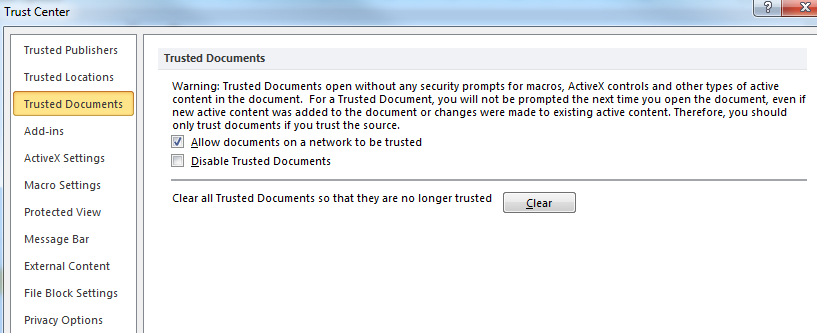 Trust Center
?
Trusted Publishers
Trusted Locations
Trusted Documents
Add-ins
ActiveX Settings
Macro Settings
Protected View
Message Bar
External Content
File Block Settings
Privacy Options
Trusted Documents
Warning: Trusted Documents open without any security prompts for macros, ActiveX controls and other types of active
content in the document.  For a Trusted Document, you will not be prompted the next time you open the document, even if
new active content was added to the document or changes were made to existing active content. Therefore, you should
only trust documents if you trust the source.
Allow documents on a network to be trusted
Disable Trusted Documents
Clear all Trusted Documents so that they are no longer trusted
Clear